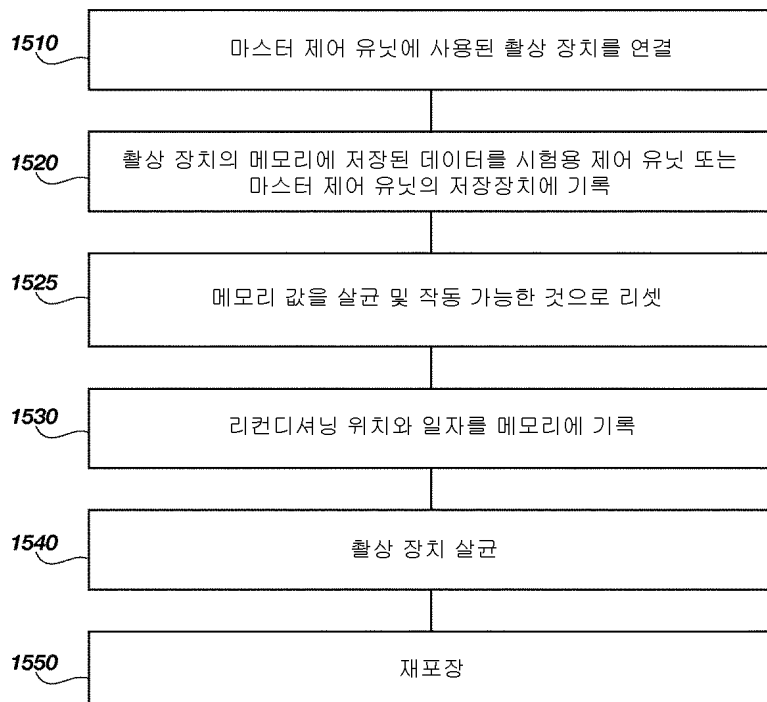 1510
마스터 제어 유닛에 사용된 촬상 장치를 연결
1520
촬상 장치의 메모리에 저장된 데이터를 시험용 제어 유닛 또는
마스터 제어 유닛의 저장장치에 기록
1525
메모리 값을 살균 및 작동 가능한 것으로 리셋
1530
리컨디셔닝 위치와 일자를 메모리에 기록
1540
촬상 장치 살균
1550
재포장